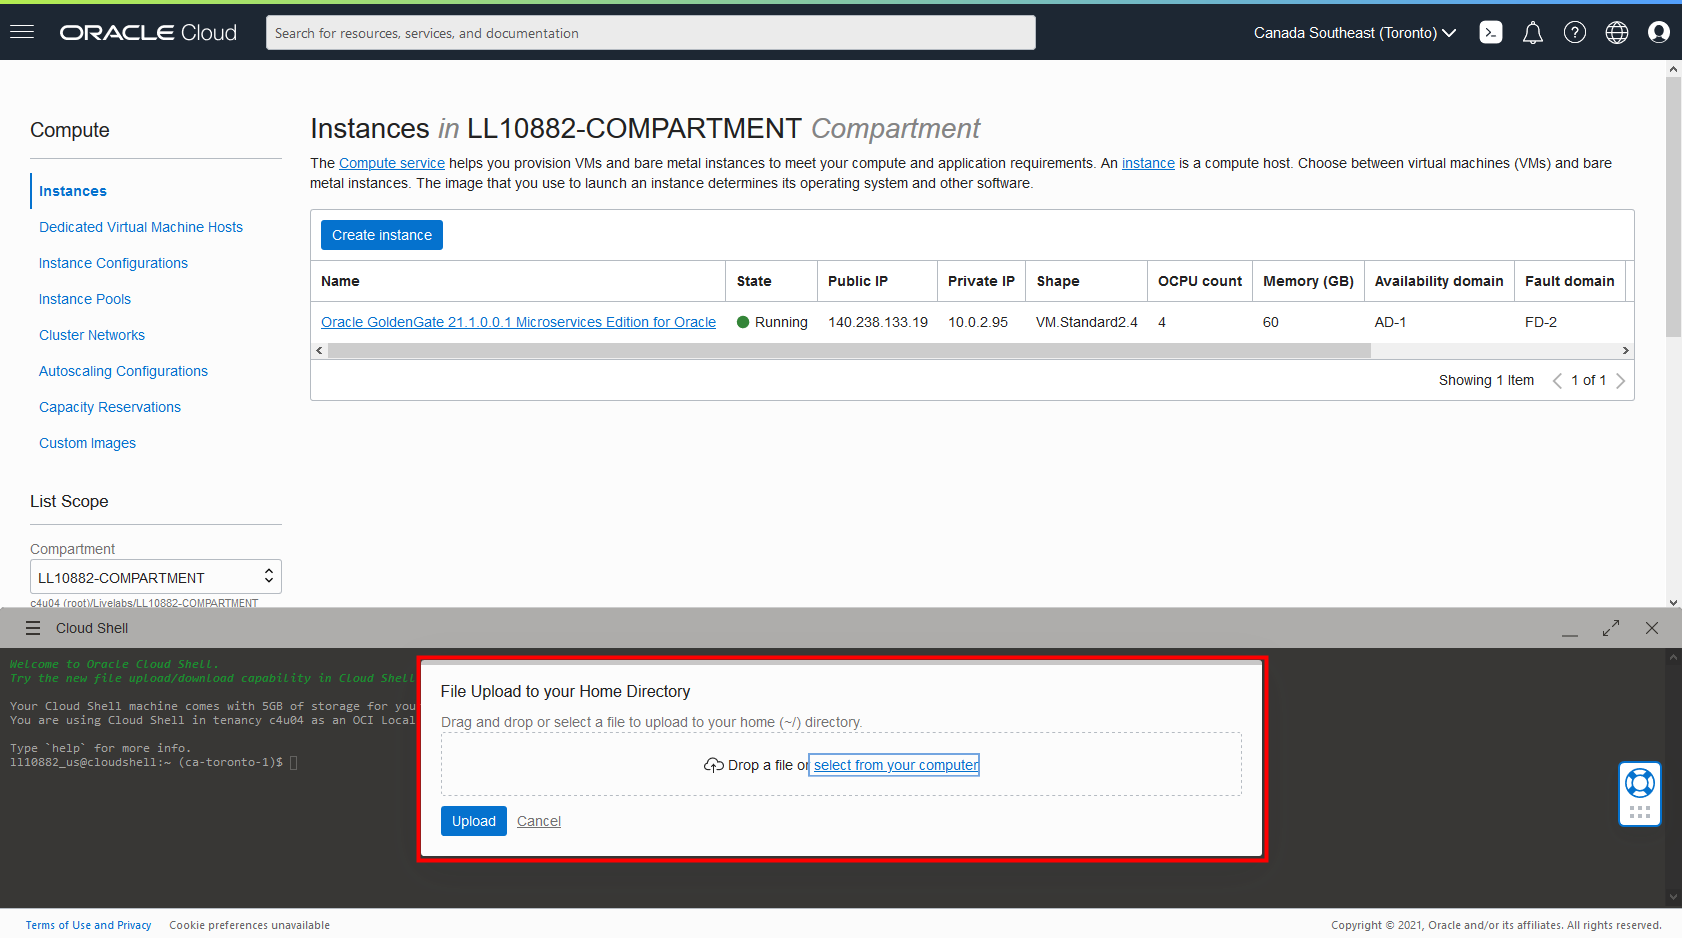 ORACLE Cloud
Search for resources, services, and documentation
Canada Southeast (Toronto)
Compute
Instances
Dedicated Virtual Machine Hosts
Instance Configurations
Instance Pools
Cluster Networks
Autoscaling Configurations
Capacity Reservations
Custom Images
List Scope
Compartment
LL10882-COMPARTMENT
c4u04 (root)/Livelabs/LL10882-COMPARTMENT
Instances in LL10882-COMPARTMENT Compartment
The Compute service helps you provision VMs and bare metal instances to meet your compute and application requirements. An instance is a compute host. Choose between virtual machines (VMs) and bare
metal instances. The image that you use to launch an instance determines its operating system and other software.
Create instance
Name State Public IP Private IP Shape OCPU count Memory (GB) Availability domain Fault domain
Oracle GoldenGate 21.1.0.0.1 Microservices Edition for Oracle Running 140.238.133.19 10.0.2.95 VM.Standard2.4 4 60 AD-1 FD-2
Showing 1 Item < 1 of 1 >
Cloud Shell
Welcome to Oracle Cloud Shell.
Try the new file upload/download capability in Cloud Shell
Your Cloud Shell machine comes with 5GB of storage for you
You are using Cloud Shell in tenancy c4u04 as an OCI Local
Type `help` for more info.
ll10882_us@cloudshell:~ (ca-toronto-1)$
File Upload to your Home Directory
Drag and drop or select a file to upload to your home (~/) directory.
Drop a file or select from your computer
Upload Cancel
Terms of Use and Privacy Cookie preferences unavailable
Copyright © 2021, Oracle and/or its affiliates. All rights reserved.